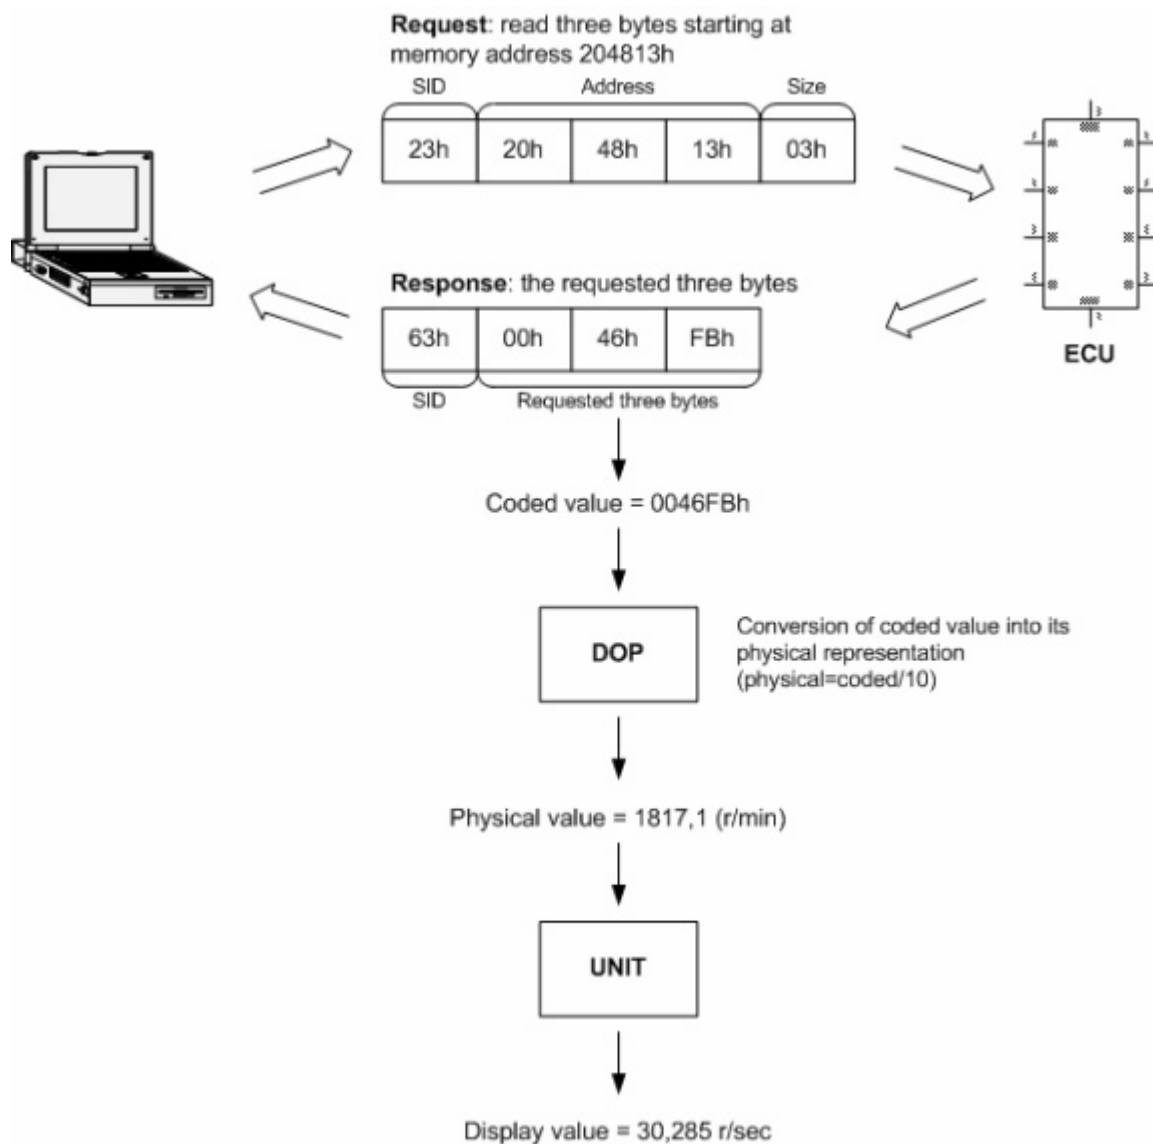 Request: read three bytes starting at
memory address 204813h
SID Address Size
23h 20h 48h 13h 03h
Response: the requested three bytes
63h 00h 46h FBh
ECU
SID Requested three bytes
Coded value = 0046FBh
DOP
Conversion of coded value into its
physical representation
(physical=coded/10)
Physical value = 1817,1 (r/min)
UNIT
Display value = 30,285 r/sec